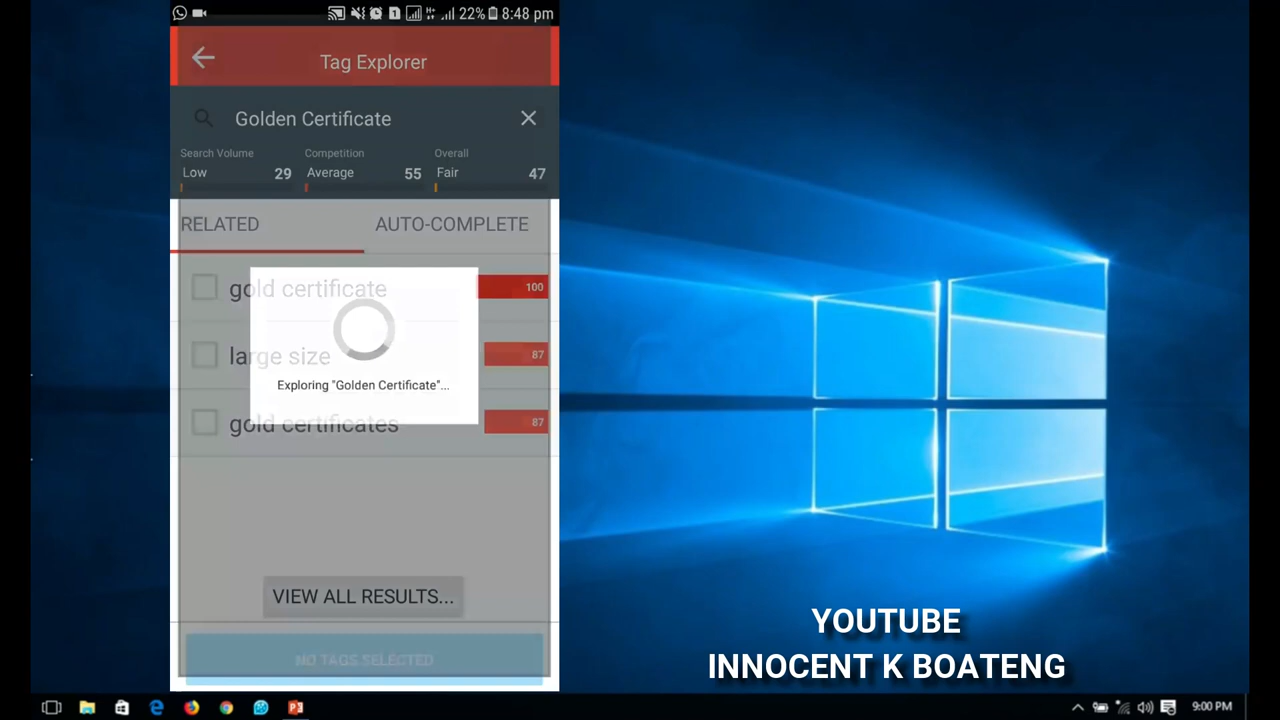 22% 8:48 pm
Tag Explorer
Golden Certificate
Search Volume Competition Overall
Low 29 Average 55 Fair 47
RELATED AUTO-COMPLETE
gold certificate 100
large size 87
Exploring "Golden Certificate"...
gold certificates 87
VIEW ALL RESULTS...
NO TAGS SELECTED
YOUTUBE
INNOCENT K BOATENG
9:00 PM